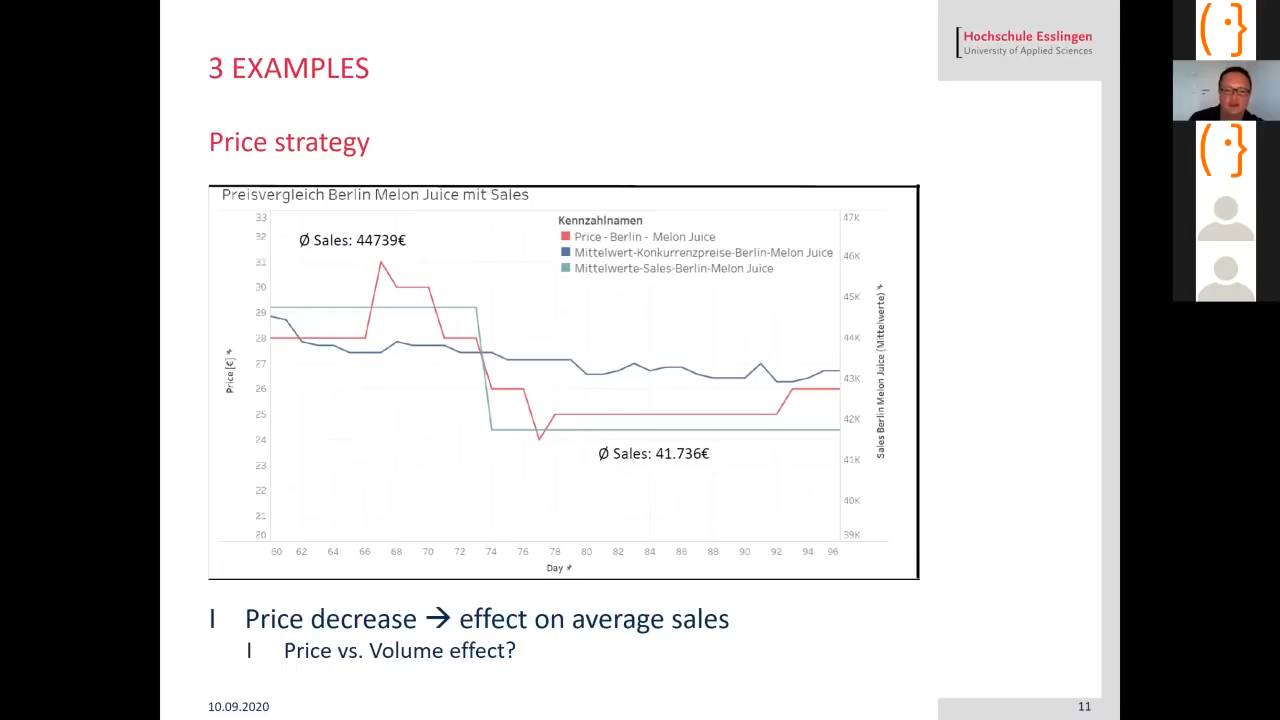 Hochschule Esslingen
University of Applied Sciences
3 EXAMPLES
Price strategy
Preisvergleich Berlin Melon Juice mit Sales
Kennzahlnamen
Price - Berlin - Melon Juice
Mittelwert-Konkurrenzpreise-Berlin-Melon Juice
Mittelwerte-Sales-Berlin-Melon Juice
Ø Sales: 44739€
Ø Sales: 41.736€
Price [€]
33
32
31
30
29
28
27
26
25
24
23
22
21
20
47K
46K
45K
44K
43K
42K
41K
40K
39K
Sales Berlin Melon Juice (Mittelwerte)
60 62 64 66 68 70 72 74 76 78 80 82 84 86 88 90 92 94 96
Day
I Price decrease → effect on average sales
I Price vs. Volume effect?
10.09.2020
11